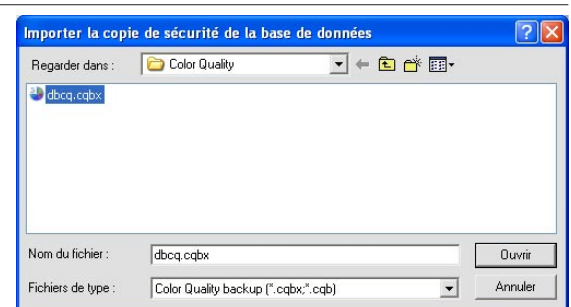 Importer la copie de sécurité de la base de données
Regarder dans : Color Quality
dbcq.cqbx
Nom du fichier : dbcq.cqbx Ouvrir
Fichiers de type : Color Quality backup (*.cqbx;*.cqb) Annuler